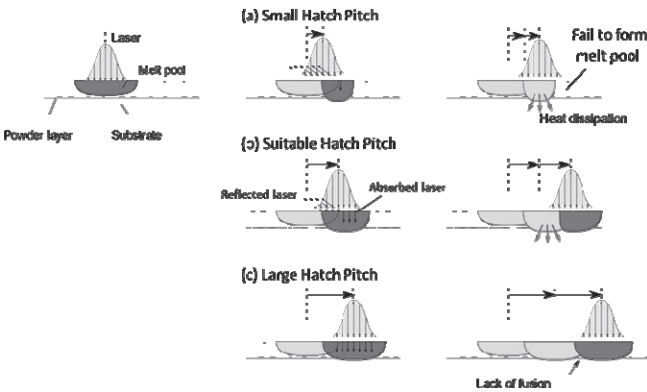 (a) Small Hatch Pitch
Laser
Melt pool
Powder layer
Substrate
Fail to form
melt pool
Heat dissipation
(b) Suitable Hatch Pitch
Reflected laser
Absorbed laser
(c) Large Hatch Pitch
Lack of fusion